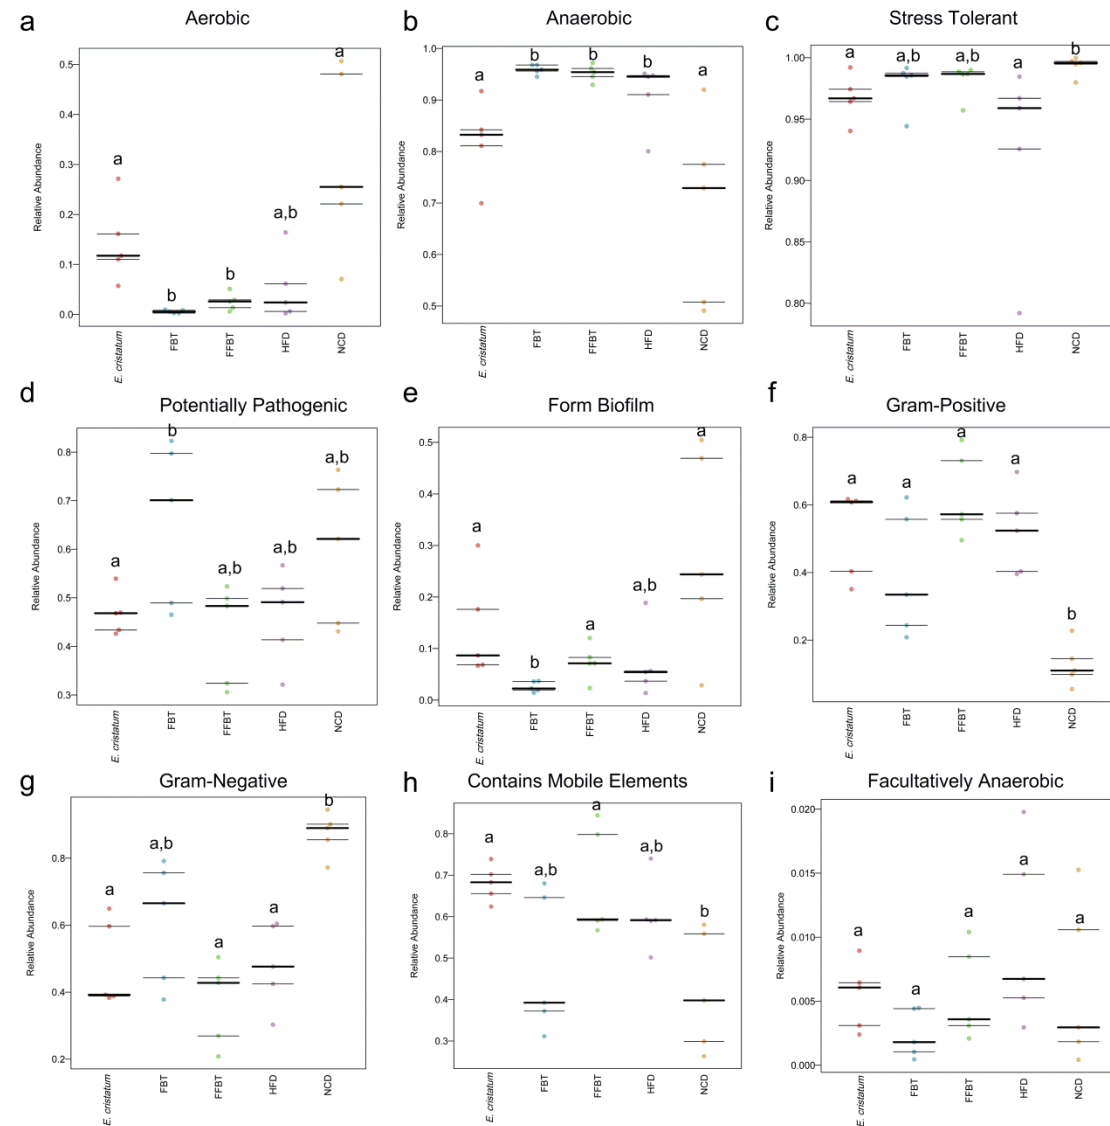 a Aerobic
b Anaerobic
c Stress Tolerant
Relative Abundance
0.5
0.4
0.3
0.2
0.1
0.0
a
b
b
a,b
a
E. cristatum
FBT
FFBT
HFD
NCD
Relative Abundance
1.0
0.9
0.8
0.7
0.6
0.5
a
b
b
b
a
E. cristatum
FBT
FFBT
HFD
NCD
Relative Abundance
1.00
0.95
0.90
0.85
0.80
a
a,b
a,b
a
b
E. cristatum
FBT
FFBT
HFD
NCD
d Potentially Pathogenic
e Form Biofilm
f Gram-Positive
Relative Abundance
0.8
0.7
0.6
0.5
0.4
0.3
a
b
a,b
a,b
a,b
E. cristatum
FBT
FFBT
HFD
NCD
Relative Abundance
0.5
0.4
0.3
0.2
0.1
0.0
a
b
a
a,b
a
E. cristatum
FBT
FFBT
HFD
NCD
Relative Abundance
0.8
0.6
0.4
0.2
a
a
a
a
b
E. cristatum
FBT
FFBT
HFD
NCD
g Gram-Negative
h Contains Mobile Elements
i Facultatively Anaerobic
Relative Abundance
0.8
0.6
0.4
0.2
a
a,b
a
a
b
E. cristatum
FBT
FFBT
HFD
NCD
Relative Abundance
0.8
0.7
0.6
0.5
0.4
0.3
a
a,b
a
a,b
b
E. cristatum
FBT
FFBT
HFD
NCD
Relative Abundance
0.020
0.015
0.010
0.005
0.000
a
a
a
a
a
E. cristatum
FBT
FFBT
HFD
NCD